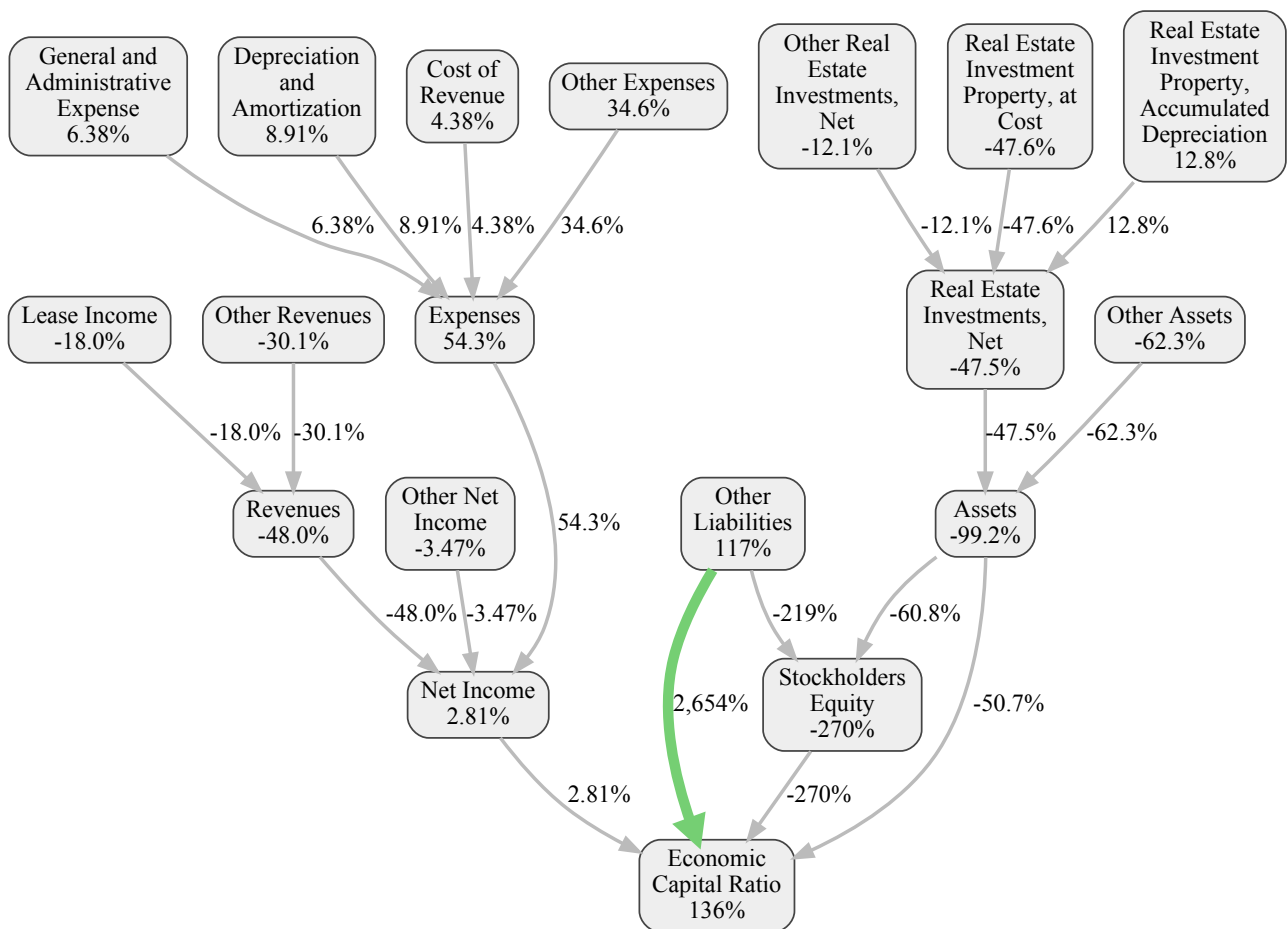 General and
Administrative
Expense
6.38%
Depreciation
and
Amortization
8.91%
Cost of
Revenue
4.38%
Other Expenses
34.6%
Other Real
Estate
Investments,
Net
-12.1%
Real Estate
Investment
Property, at
Cost
-47.6%
Real Estate
Investment
Property,
Accumulated
Depreciation
12.8%
6.38%
8.91%
4.38%
34.6%
-12.1%
-47.6%
12.8%
Lease Income
-18.0%
Other Revenues
-30.1%
Expenses
54.3%
Real Estate
Investments,
Net
-47.5%
Other Assets
-62.3%
-18.0%
-30.1%
-47.5%
-62.3%
Revenues
-48.0%
Other Net
Income
-3.47%
54.3%
Other
Liabilities
117%
Assets
-99.2%
-48.0%
-3.47%
-219%
-60.8%
Net Income
2.81%
2,654%
Stockholders
Equity
-270%
-50.7%
2.81%
-270%
Economic
Capital Ratio
136%